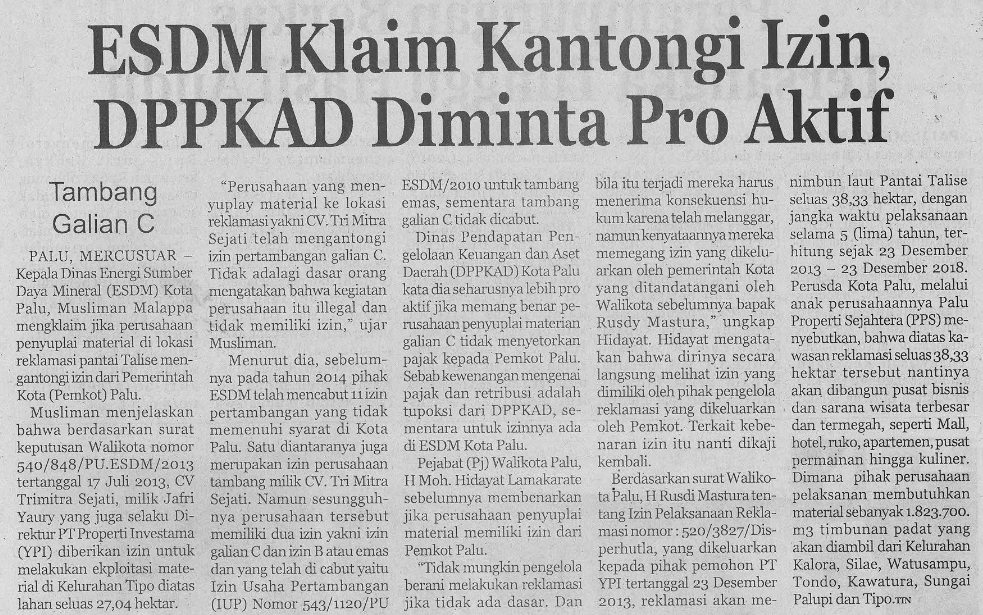 ESDM Klaim Kantongi Izin,
DPPKAD Diminta Pro Aktif
Tambang
Galian C
PALU, MERCUSUAR –
Kepala Dinas Energi Sumber
Daya Mineral (ESDM) Kota
Palu, Musliman Malappa
mengklaim jika perusahaan
penyuplai material di lokasi
reklamasi pantai Talise men-
gantongi izin dari Pemerintah
Kota (Pemkot) Palu.
Musliman menjelaskan
bahwa berdasarkan surat
keputusan Walikota nomor
540/848/PU.ESDM/2013
tertanggal 17 Juli 2013, CV
Trimitra Sejati, milik Jafri
Yaury yang juga selaku Di-
rektur PT Properti Investama
(YPI) diberikan izin untuk
melakukan ekploitasi mate-
rial di Kelurahan Tipo diatas
lahan seluas 27,04 hektar.
"Perusahaan yang men-
yuplay material ke lokasi
reklamasi yakni CV. Tri Mitra
Sejati telah mengantongi
izin pertambangan galian C.
Tidak adalagi dasar orang
mengatakan bahwa kegiatan
perusahaan itu illegal dan
tidak memiliki izin," ujar
Musliman.
Menurut dia, sebelum-
nya pada tahun 2014 pihak
ESDM telah mencabut 11 izin
pertambangan yang tidak
memenuhi syarat di Kota
Palu. Satu diantaranya juga
merupakan izin perusahaan
tambang milik CV. Tri Mitra
Sejati. Namun sesungguh-
nya perusahaan tersebut
memiliki dua izin yakni izin
galian C dan izin B atau emas
dan yang telah di cabut yaitu
Izin Usaha Pertambangan
(IUP) Nomor 543/1120/PU
ESDM/2010 untuk tambang
emas, sementara tambang
galian C tidak dicabut.
Dinas Pendapatan Pen-
gelolaan Keuangan dan Aset
Daerah (DPPKAD) Kota Palu
kata dia seharusnya lebih pro
aktif jika memang benar pe-
rusahaan penyuplai materian
galian C tidak menyetorkan
pajak kepada Pemkot Palu.
Sebab kewenangan mengenai
pajak dan retribusi adalah
tupoksi dari DPPKAD, se-
mentara untuk izinnya ada
di ESDM Kota Palu.
Pejabat (Pj) Walikota Palu,
H Moh. Hidayat Lamakarate
sebelumnya membenarkan
jika perusahaan penyuplai
material memiliki izin dari
Pemkot Palu.
"Tidak mungkin pengelola
berani melakukan reklamasi
jika tidak ada dasar. Dan
bila itu terjadi mereka harus
menerima konsekuensi hu-
kum karena telah melanggar,
namun kenyataannya mereka
memegang izin yang dikelu-
arkan oleh pemerintah Kota
yang ditandatangani oleh
Walikota sebelumnya bapak
Rusdy Mastura," ungkap
Hidayat. Hidayat mengata-
kan bahwa dirinya secara
langsung melihat izin yang
dimiliki oleh pihak pengelola
reklamasi yang dikeluarkan
oleh Pemkot. Terkait kebe-
naran izin itu nanti dikaji
kembali.
Berdasarkan surat Waliko-
ta Palu, H Rusdi Mastura ten-
tang Izin Pelaksanaan Rekla-
masi nomor : 520/3827/Dis-
perhutla, yang dikeluarkan
kepada pihak pemohon PT
YPI tertanggal 23 Desember
2013, reklamasi akan me-
nimbun laut Pantai Talise
seluas 38,33 hektar, dengan
jangka waktu pelaksanaan
selama 5 (lima) tahun, ter-
hitung sejak 23 Desember
2013 – 23 Desember 2018.
Perusda Kota Palu, melalui
anak perusahaannya Palu
Properti Sejahtera (PPS) me-
nyebutkan, bahwa diatas ka-
wasan reklamasi seluas 38,33
hektar tersebut nantinya
akan dibangun pusat bisnis
dan sarana wisata terbesar
dan termegah, seperti Mall,
hotel, ruko, apartemen, pusat
permainan hingga kuliner.
Dimana pihak perusahaan
pelaksanan membutuhkan
material sebanyak 1.823.700.
m3 timbunan padat yang
akan diambil dari Kelurahan
Kalora, Silae, Watusampu,
Tondo, Kawatura, Sungai
Palupi dan Tipo.TTN